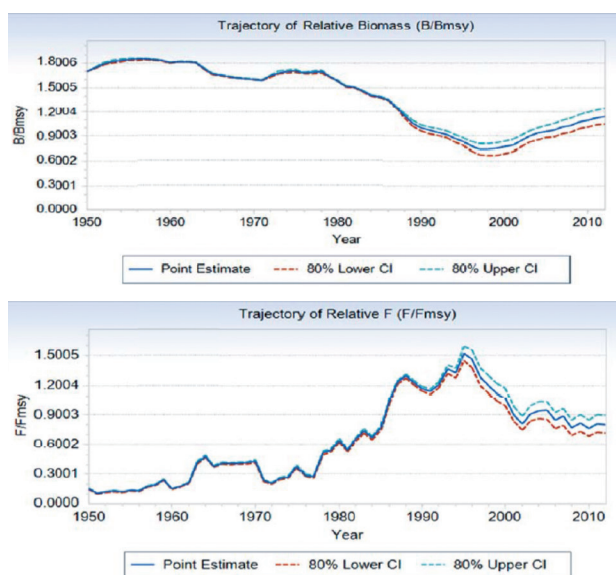 Trajectory of Relative Biomass (B/Bmsy)
1.8006
1.5005
1.2004
0.9003
0.6002
0.3001
0.0000
B/Bmsy
1950 1960 1970 1980 1990 2000 2010
Year
Point Estimate 80% Lower CI 80% Upper CI
Trajectory of Relative F (F/Fmsy)
1.5005
1.2004
0.9003
0.6002
0.3001
0.0000
F/Fmsy
1950 1960 1970 1980 1990 2000 2010
Year
Point Estimate 80% Lower CI 80% Upper CI